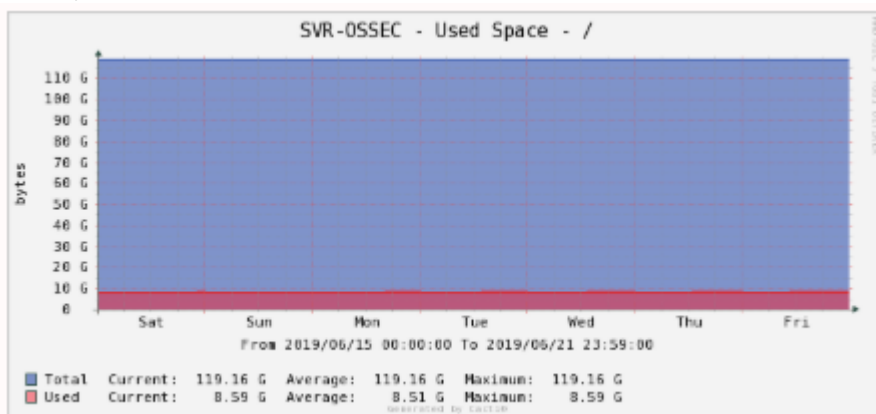 SVR-OSSEC - Used Space - /
bytes
110 G
100 G
90 G
80 G
70 G
60 G
50 G
40 G
30 G
20 G
10 G
0
Sat Sun Mon Tue Wed Thu Fri
From 2019/06/15 00:00:00 To 2019/06/21 23:59:00
Total Current: 119.16 G Average: 119.16 G Maximum: 119.16 G
Used Current: 8.59 G Average: 8.51 G Maximum: 8.59 G
Generated by Cacti®